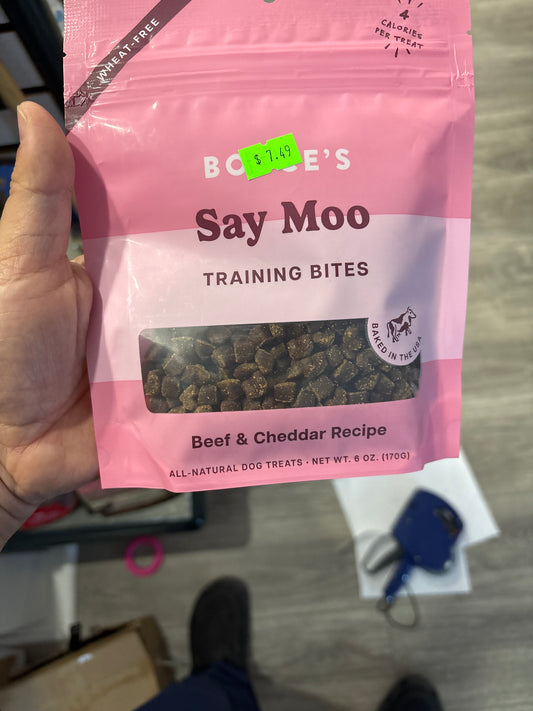 WHEAT-FREE
4
CALORIES
PER TREAT
$7.49
Say Moo
TRAINING BITES
BAKED IN THE USA
Beef & Cheddar Recipe
ALL-NATURAL DOG TREATS • NET WT. 6 OZ. (170G)